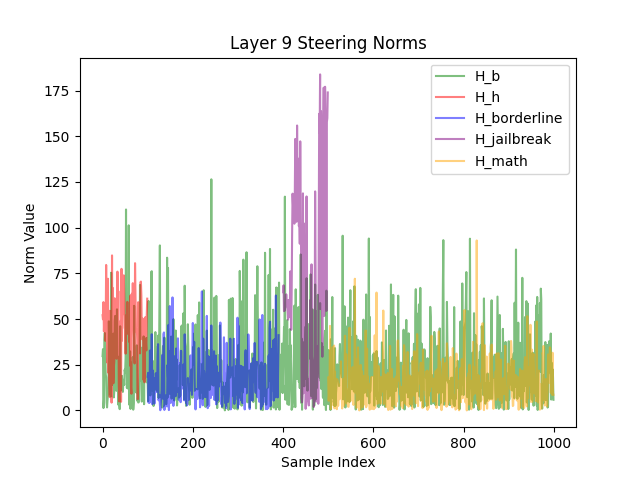 Layer 9 Steering Norms
Norm Value
175
150
125
100
75
50
25
0
H_b
H_h
H_borderline
H_jailbreak
H_math
0
200
400
600
800
1000
Sample Index